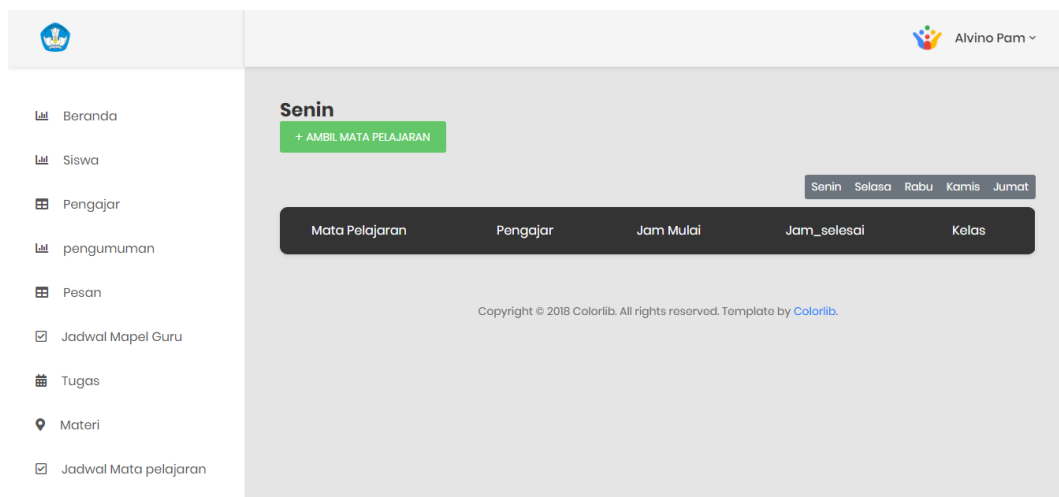 Alvino Pam
Beranda
Siswa
Pengajar
pengumuman
Pesan
Jadwal Mapel Guru
Tugas
Materi
Jadwal Mata pelajaran
Senin
+ AMBIL MATA PELAJARAN
Senin Selasa Rabu Kamis Jumat
Mata Pelajaran Pengajar Jam Mulai Jam_selesai Kelas
Copyright © 2018 Colorlib. All rights reserved. Template by Colorlib.